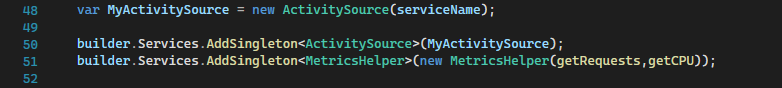 48 var MyActivitySource = new ActivitySource(serviceName);
49
50 builder.Services.AddSingleton<ActivitySource>(MyActivitySource);
51 builder.Services.AddSingleton<MetricsHelper>(new MetricsHelper(getRequests,getCPU));
52